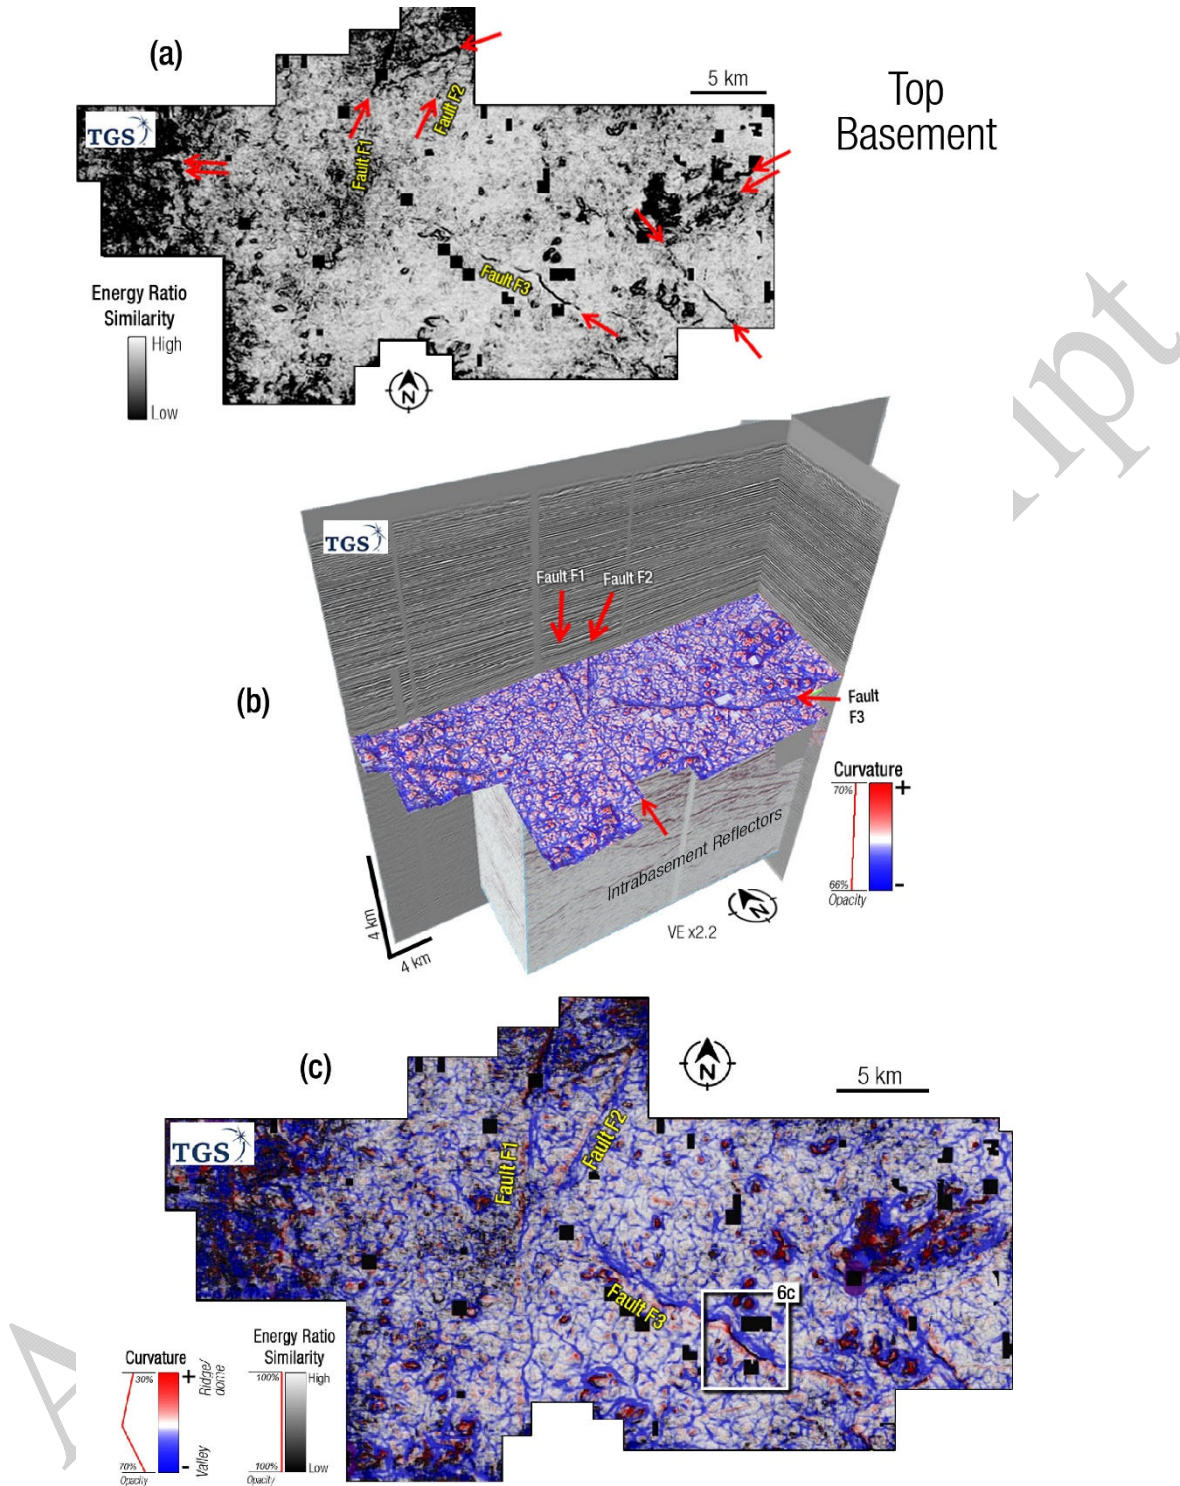 (a)
5 km
Top
Basement
TGS
Fault F1
Fault F2
Fault F3
Energy Ratio
Similarity
High
Low
N
(b)
TGS
Fault F1
Fault F2
Fault
F3
Curvature
70%
+
66%
-
Opacity
Intrabasement Reflectors
VE x2.2
N
4 km
4 km
(c)
N
5 km
TGS
Fault F1
Fault F2
Fault F3
6c
Curvature
30%
+
Ridge/
dome
70%
-
Valley
Opacity
Energy Ratio
Similarity
100%
High
100%
Low
Opacity